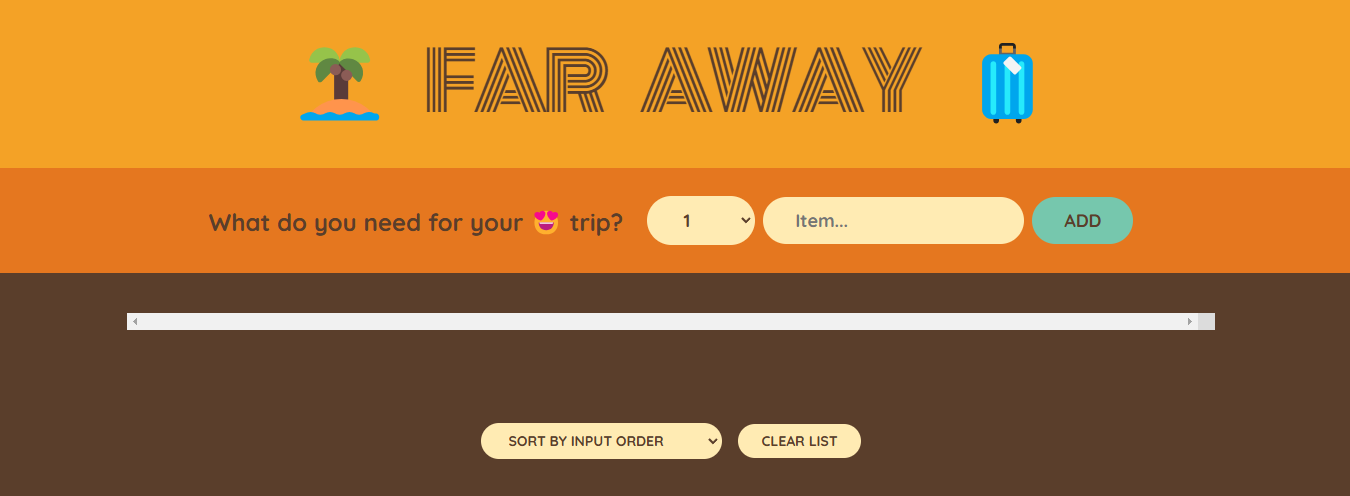 FAR AWAY
What do you need for your 😍 trip?
1
Item...
ADD
SORT BY INPUT ORDER
CLEAR LIST